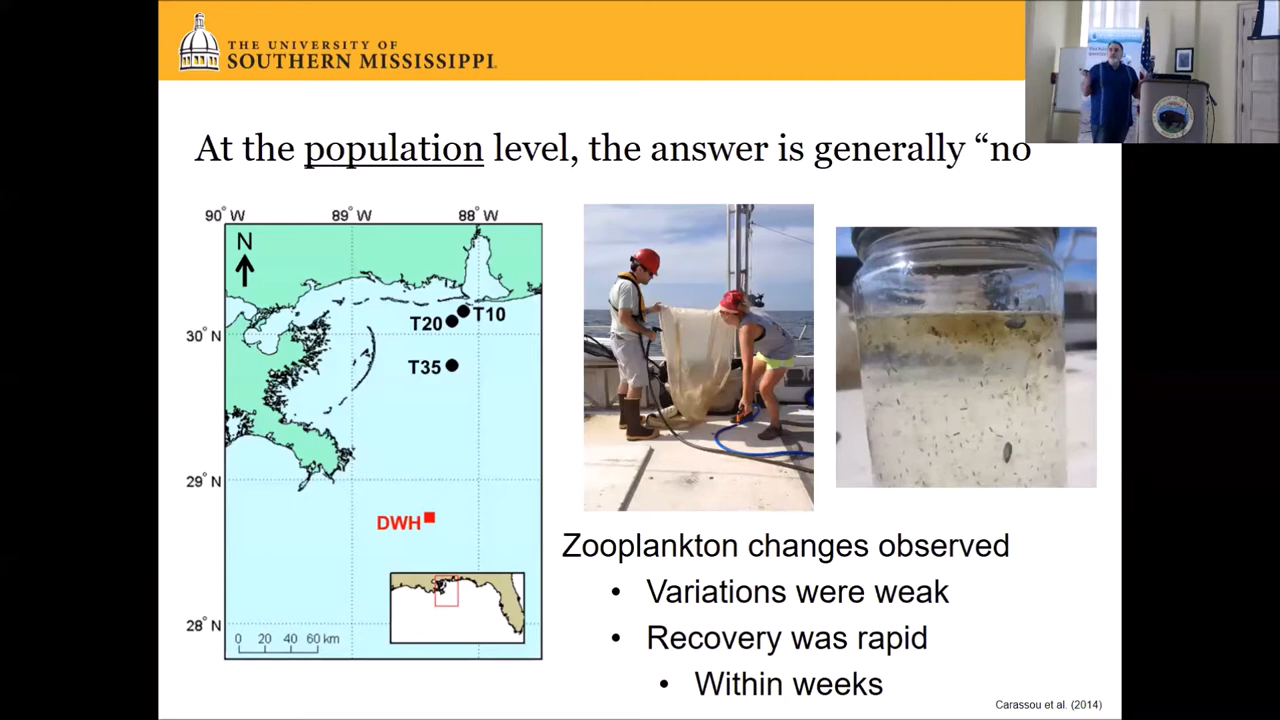 THE UNIVERSITY OF
SOUTHERN MISSISSIPPI.
At the population level, the answer is generally “no
90° W
89° W
88° W
N
T10
T20
30° N
T35
29° N
DWH
28° N
0 20 40 60 km
Zooplankton changes observed
• Variations were weak
• Recovery was rapid
• Within weeks
Carassou et al. (2014)